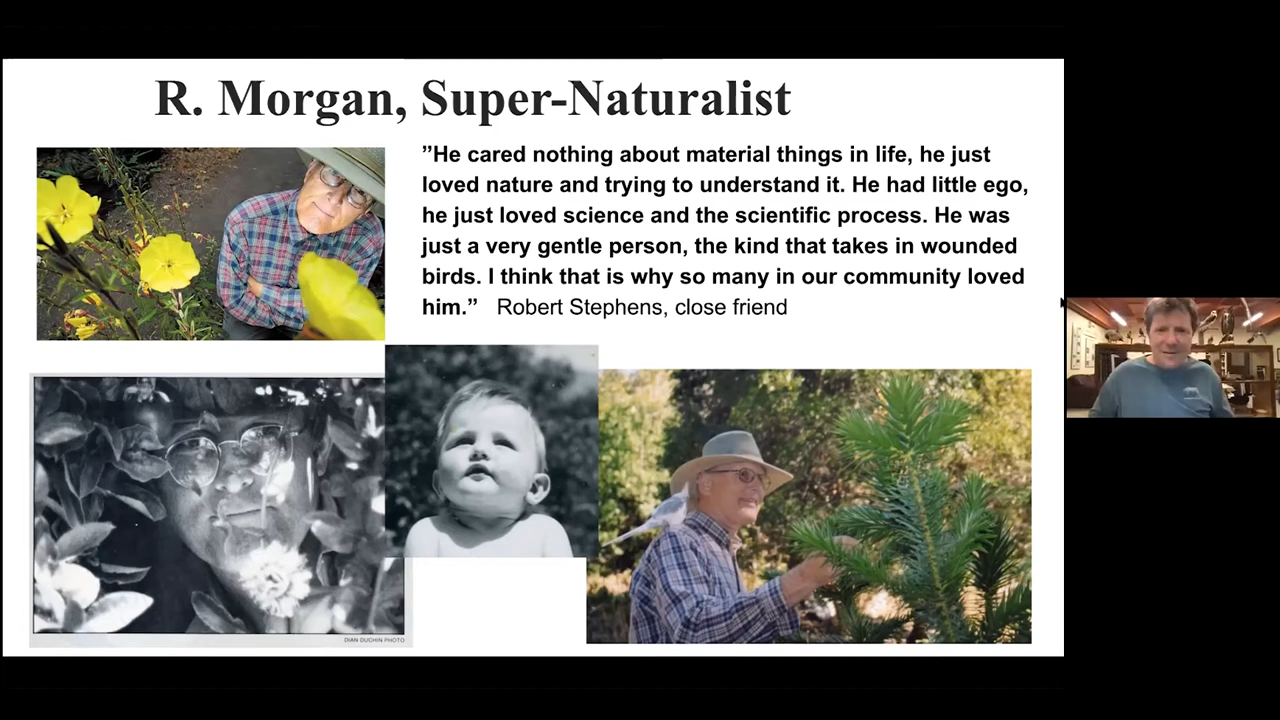 R. Morgan, Super-Naturalist
”He cared nothing about material things in life, he just
loved nature and trying to understand it. He had little ego,
he just loved science and the scientific process. He was
just a very gentle person, the kind that takes in wounded
birds. I think that is why so many in our community loved
him.” Robert Stephens, close friend
DIAN DUCHIN PHOTO